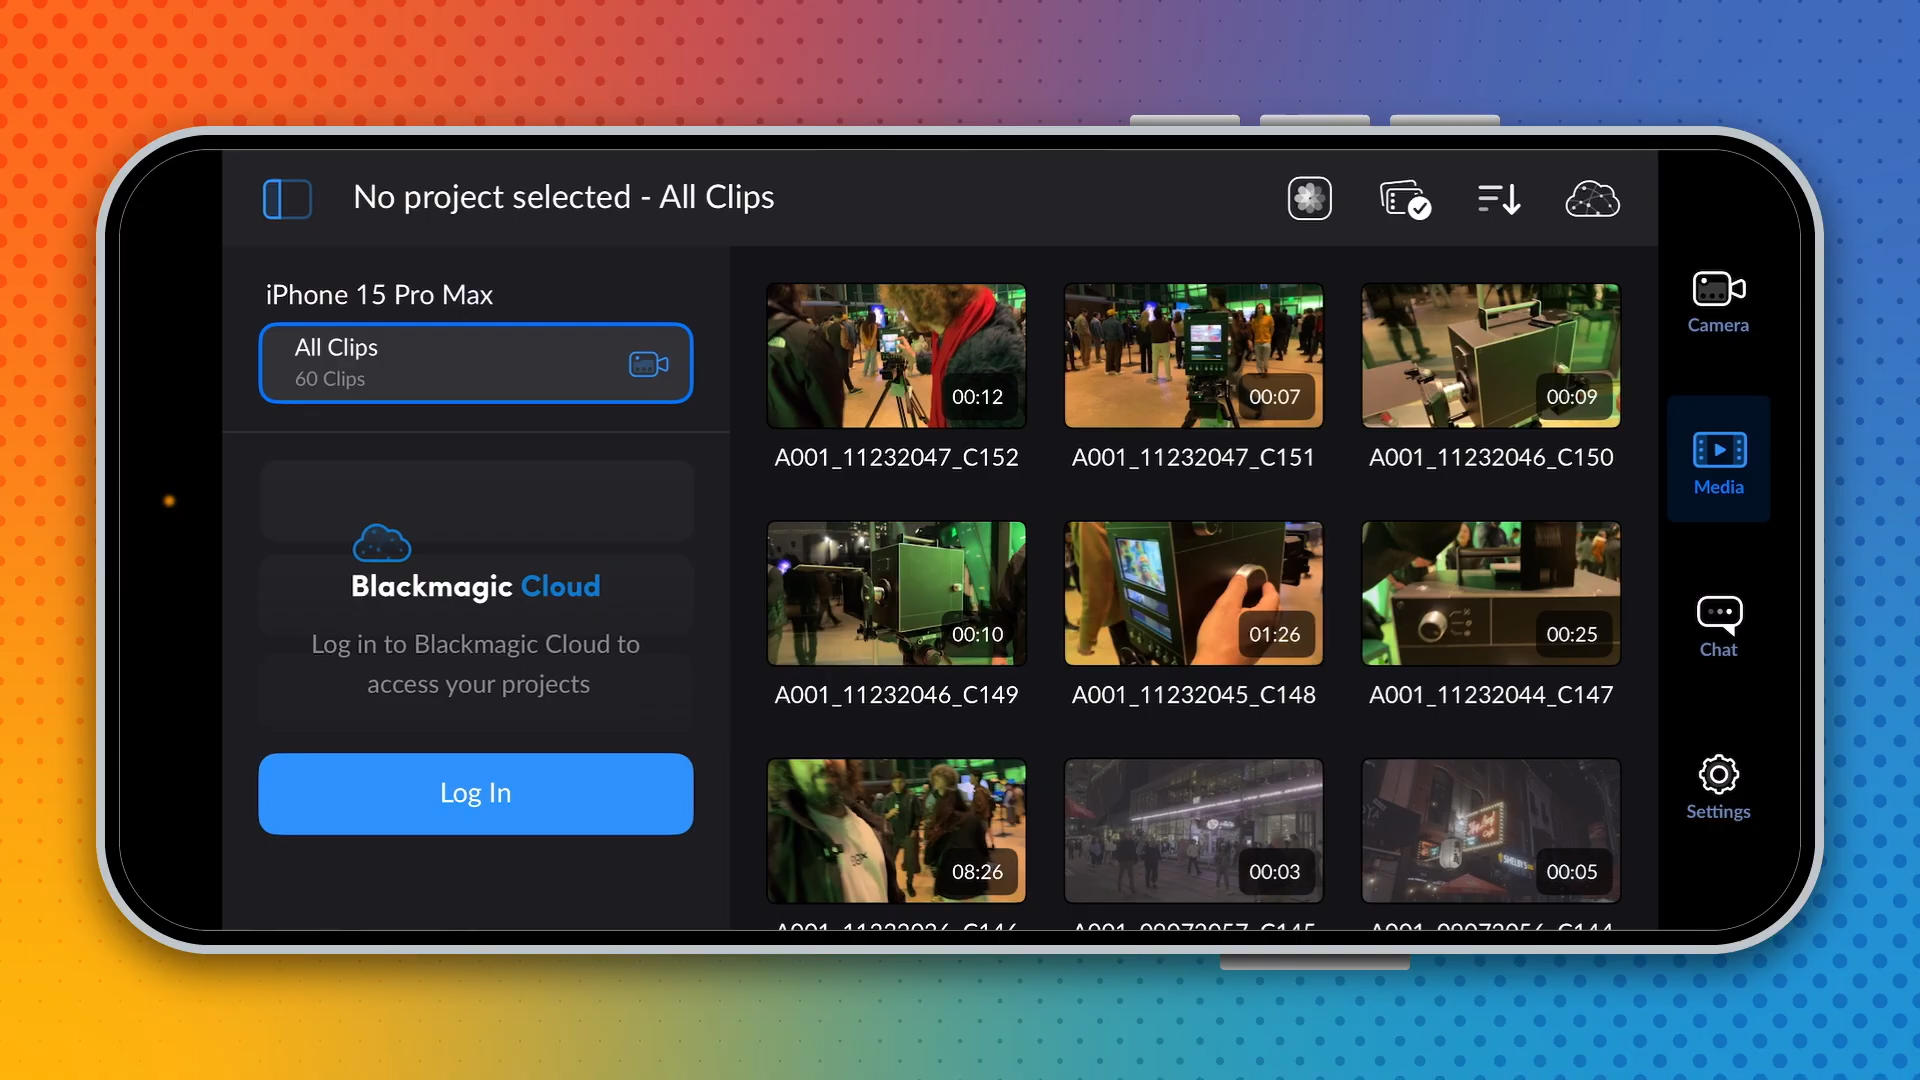 No project selected - All Clips
iPhone 15 Pro Max
All Clips
60 Clips
Blackmagic Cloud
Log in to Blackmagic Cloud to
access your projects
Log In
00:12
00:07
00:09
A001_11232047_C152
A001_11232047_C151
A001_11232046_C150
00:10
01:26
00:25
A001_11232046_C149
A001_11232045_C148
A001_11232044_C147
08:26
00:03
00:05
Camera
Media
Chat
Settings